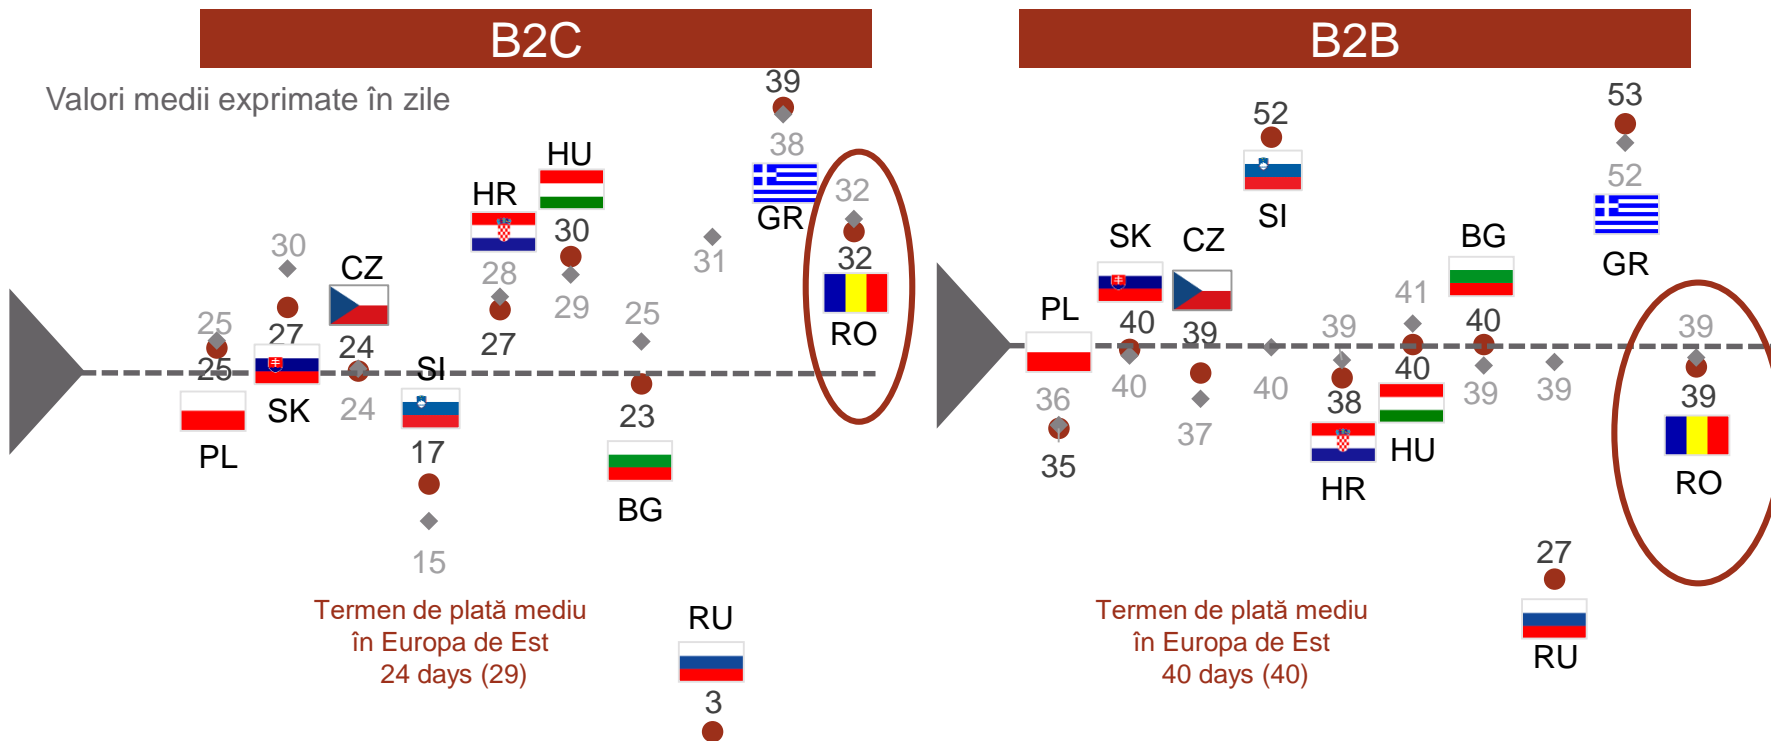 B2C
B2B
Valori medii exprimate în zile
39
38
GR
HU
30
29
HR
28
27
32
32
RO
30
27
SK
CZ
24
24
25
25
PL
SI
17
15
25
23
BG
31
RU
3
Termen de plată mediu
în Europa de Est
24 days (29)
53
52
GR
52
SI
SK
40
40
CZ
39
37
PL
36
35
40
39
38
HR
41
40
HU
BG
40
39
39
27
RU
39
39
RO
Termen de plată mediu
în Europa de Est
40 days (40)